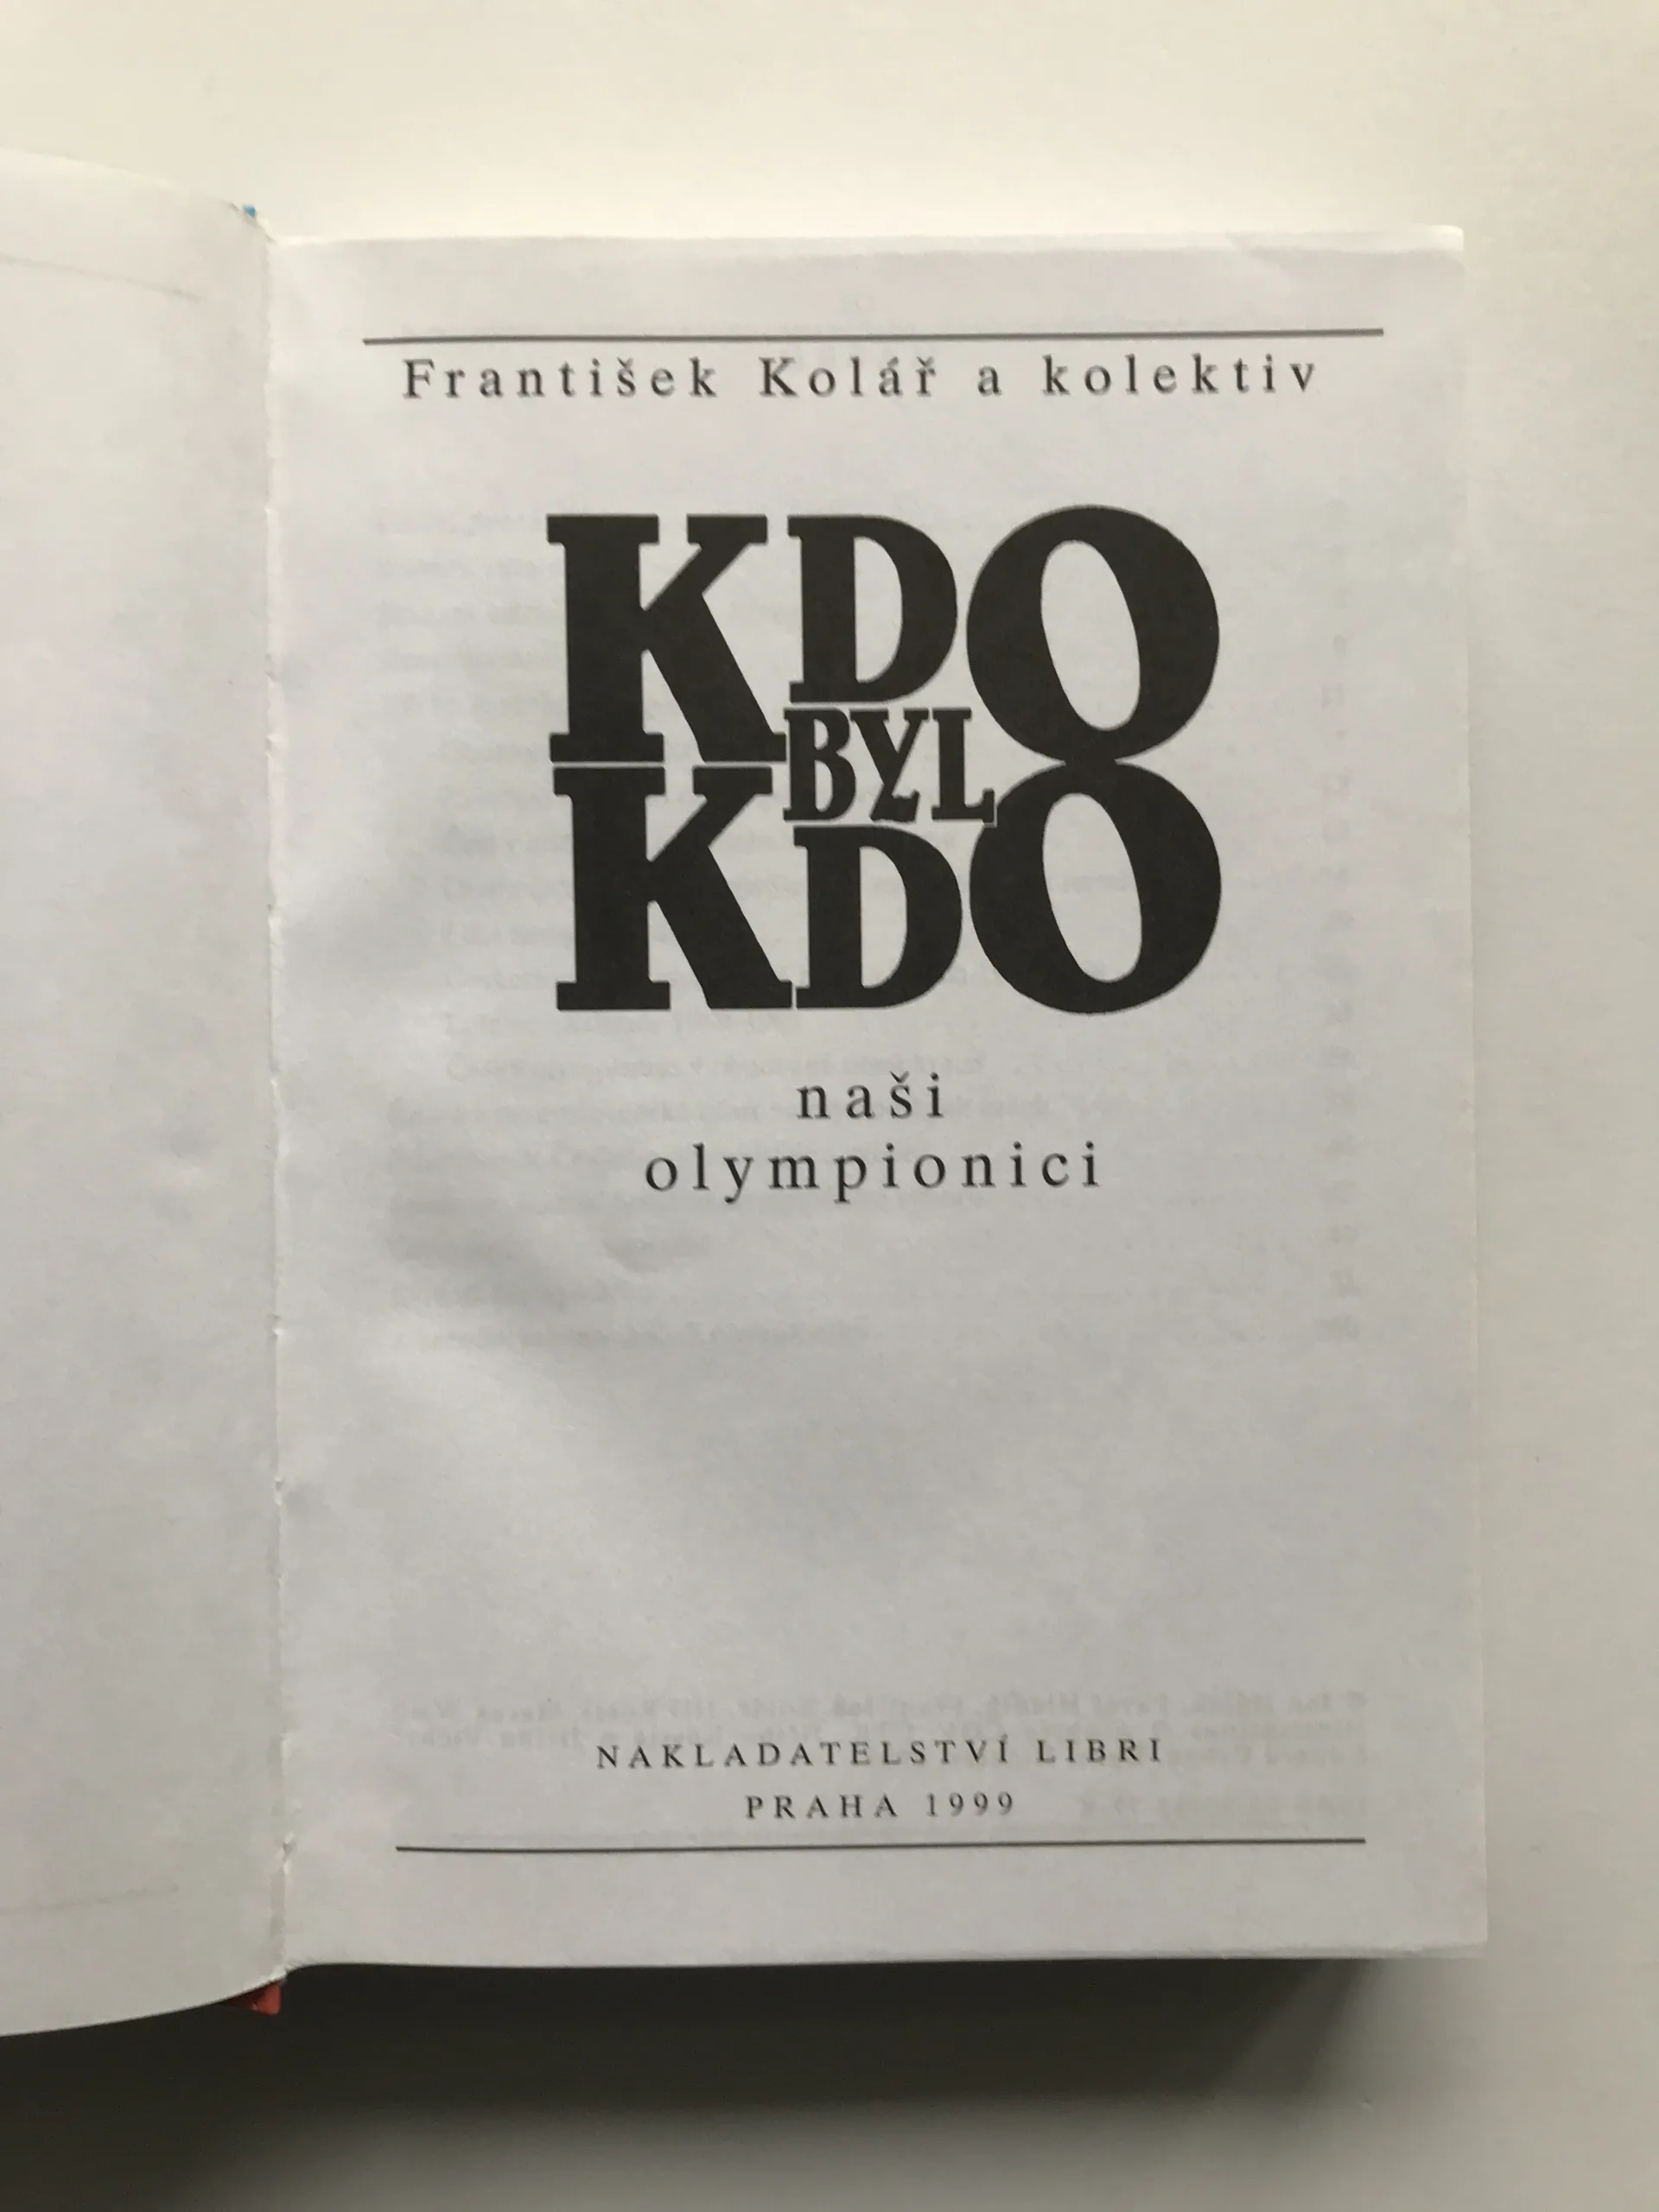 František Kolář a kolektiv
KDO
BYL
KDO
naši
olympionici
NAKLADATELSTVÍ LIBRI
PRAHA 1999